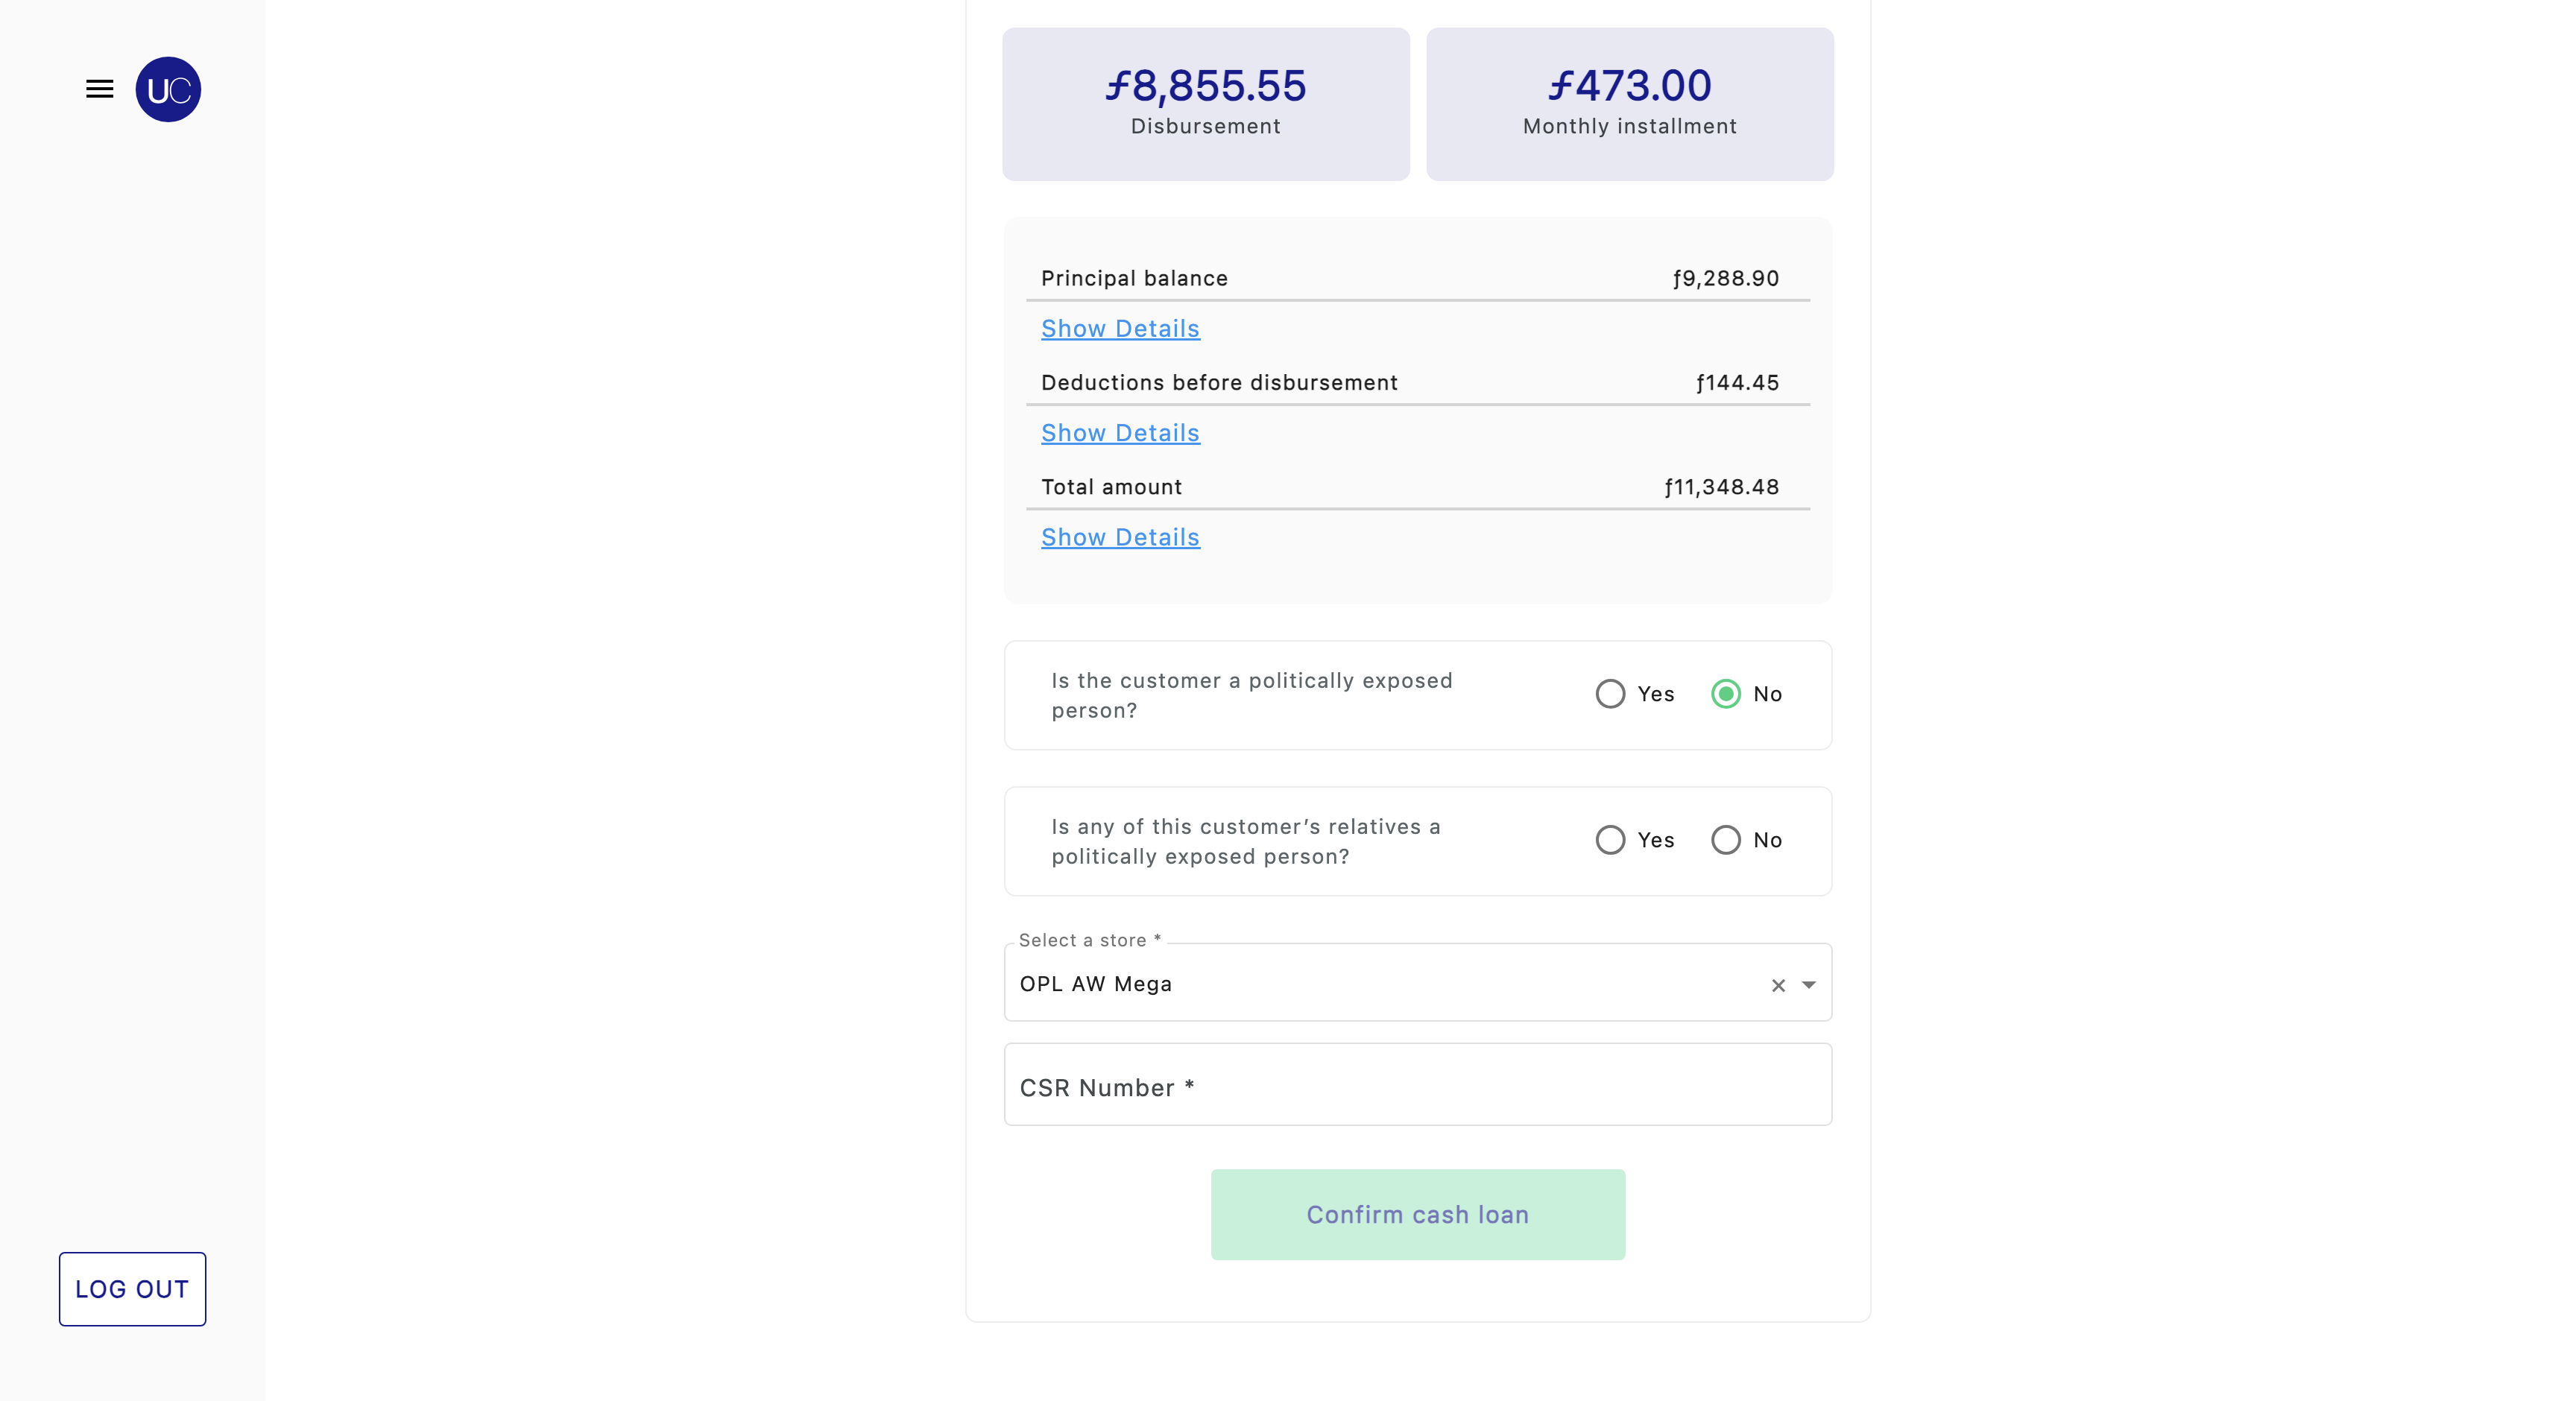 UC
ƒ8,855.55
Disbursement
ƒ473.00
Monthly installment
Principal balance ƒ9,288.90
Show Details
Deductions before disbursement ƒ144.45
Show Details
Total amount ƒ11,348.48
Show Details
Is the customer a politically exposed
person?
Yes No
Is any of this customer’s relatives a
politically exposed person?
Yes No
Select a store *
OPL AW Mega
CSR Number *
Confirm cash loan
LOG OUT